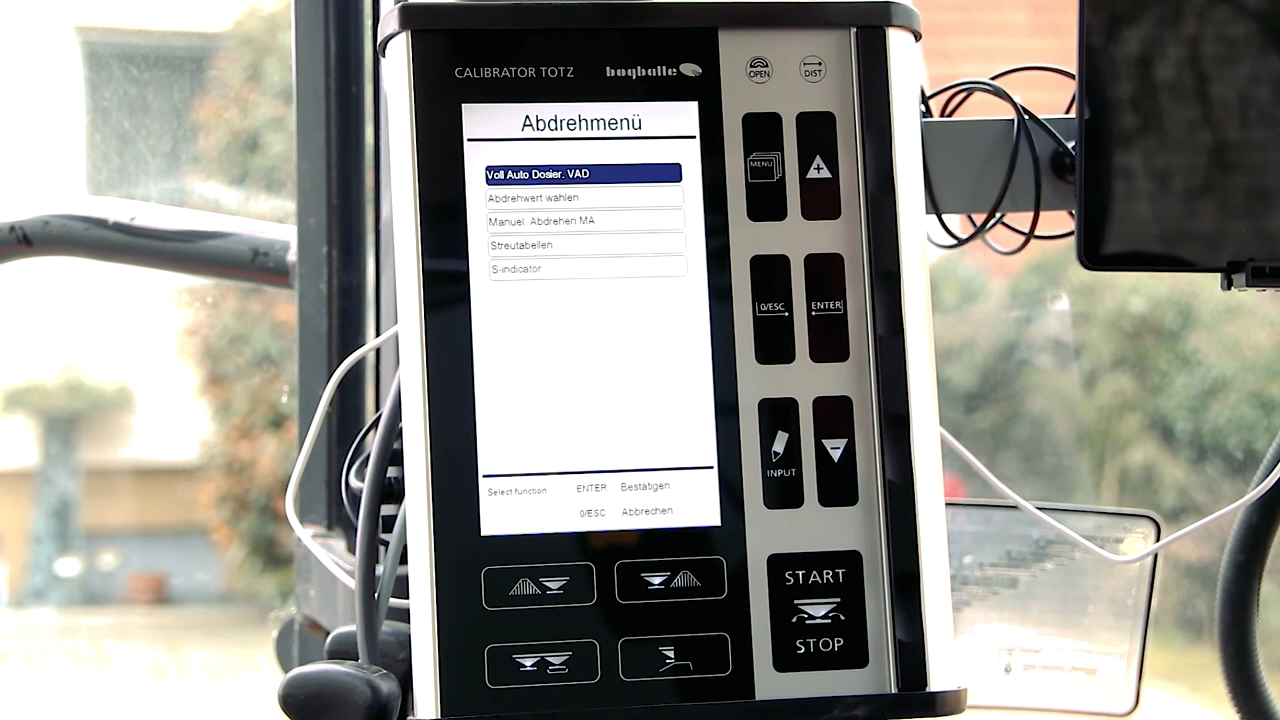 CALIBRATOR TOTZ bogballe
OPEN DIST
Abdrehmenü
Voll Auto Dosier. VAD
Abdrehwert wahlen
Manuel. Abdrehen MA
Streutabellen
S-indicator
MENU
+
0/ESC ENTER
INPUT
−
Select function ENTER Bestätigen
0/ESC Abbrechen
START
STOP